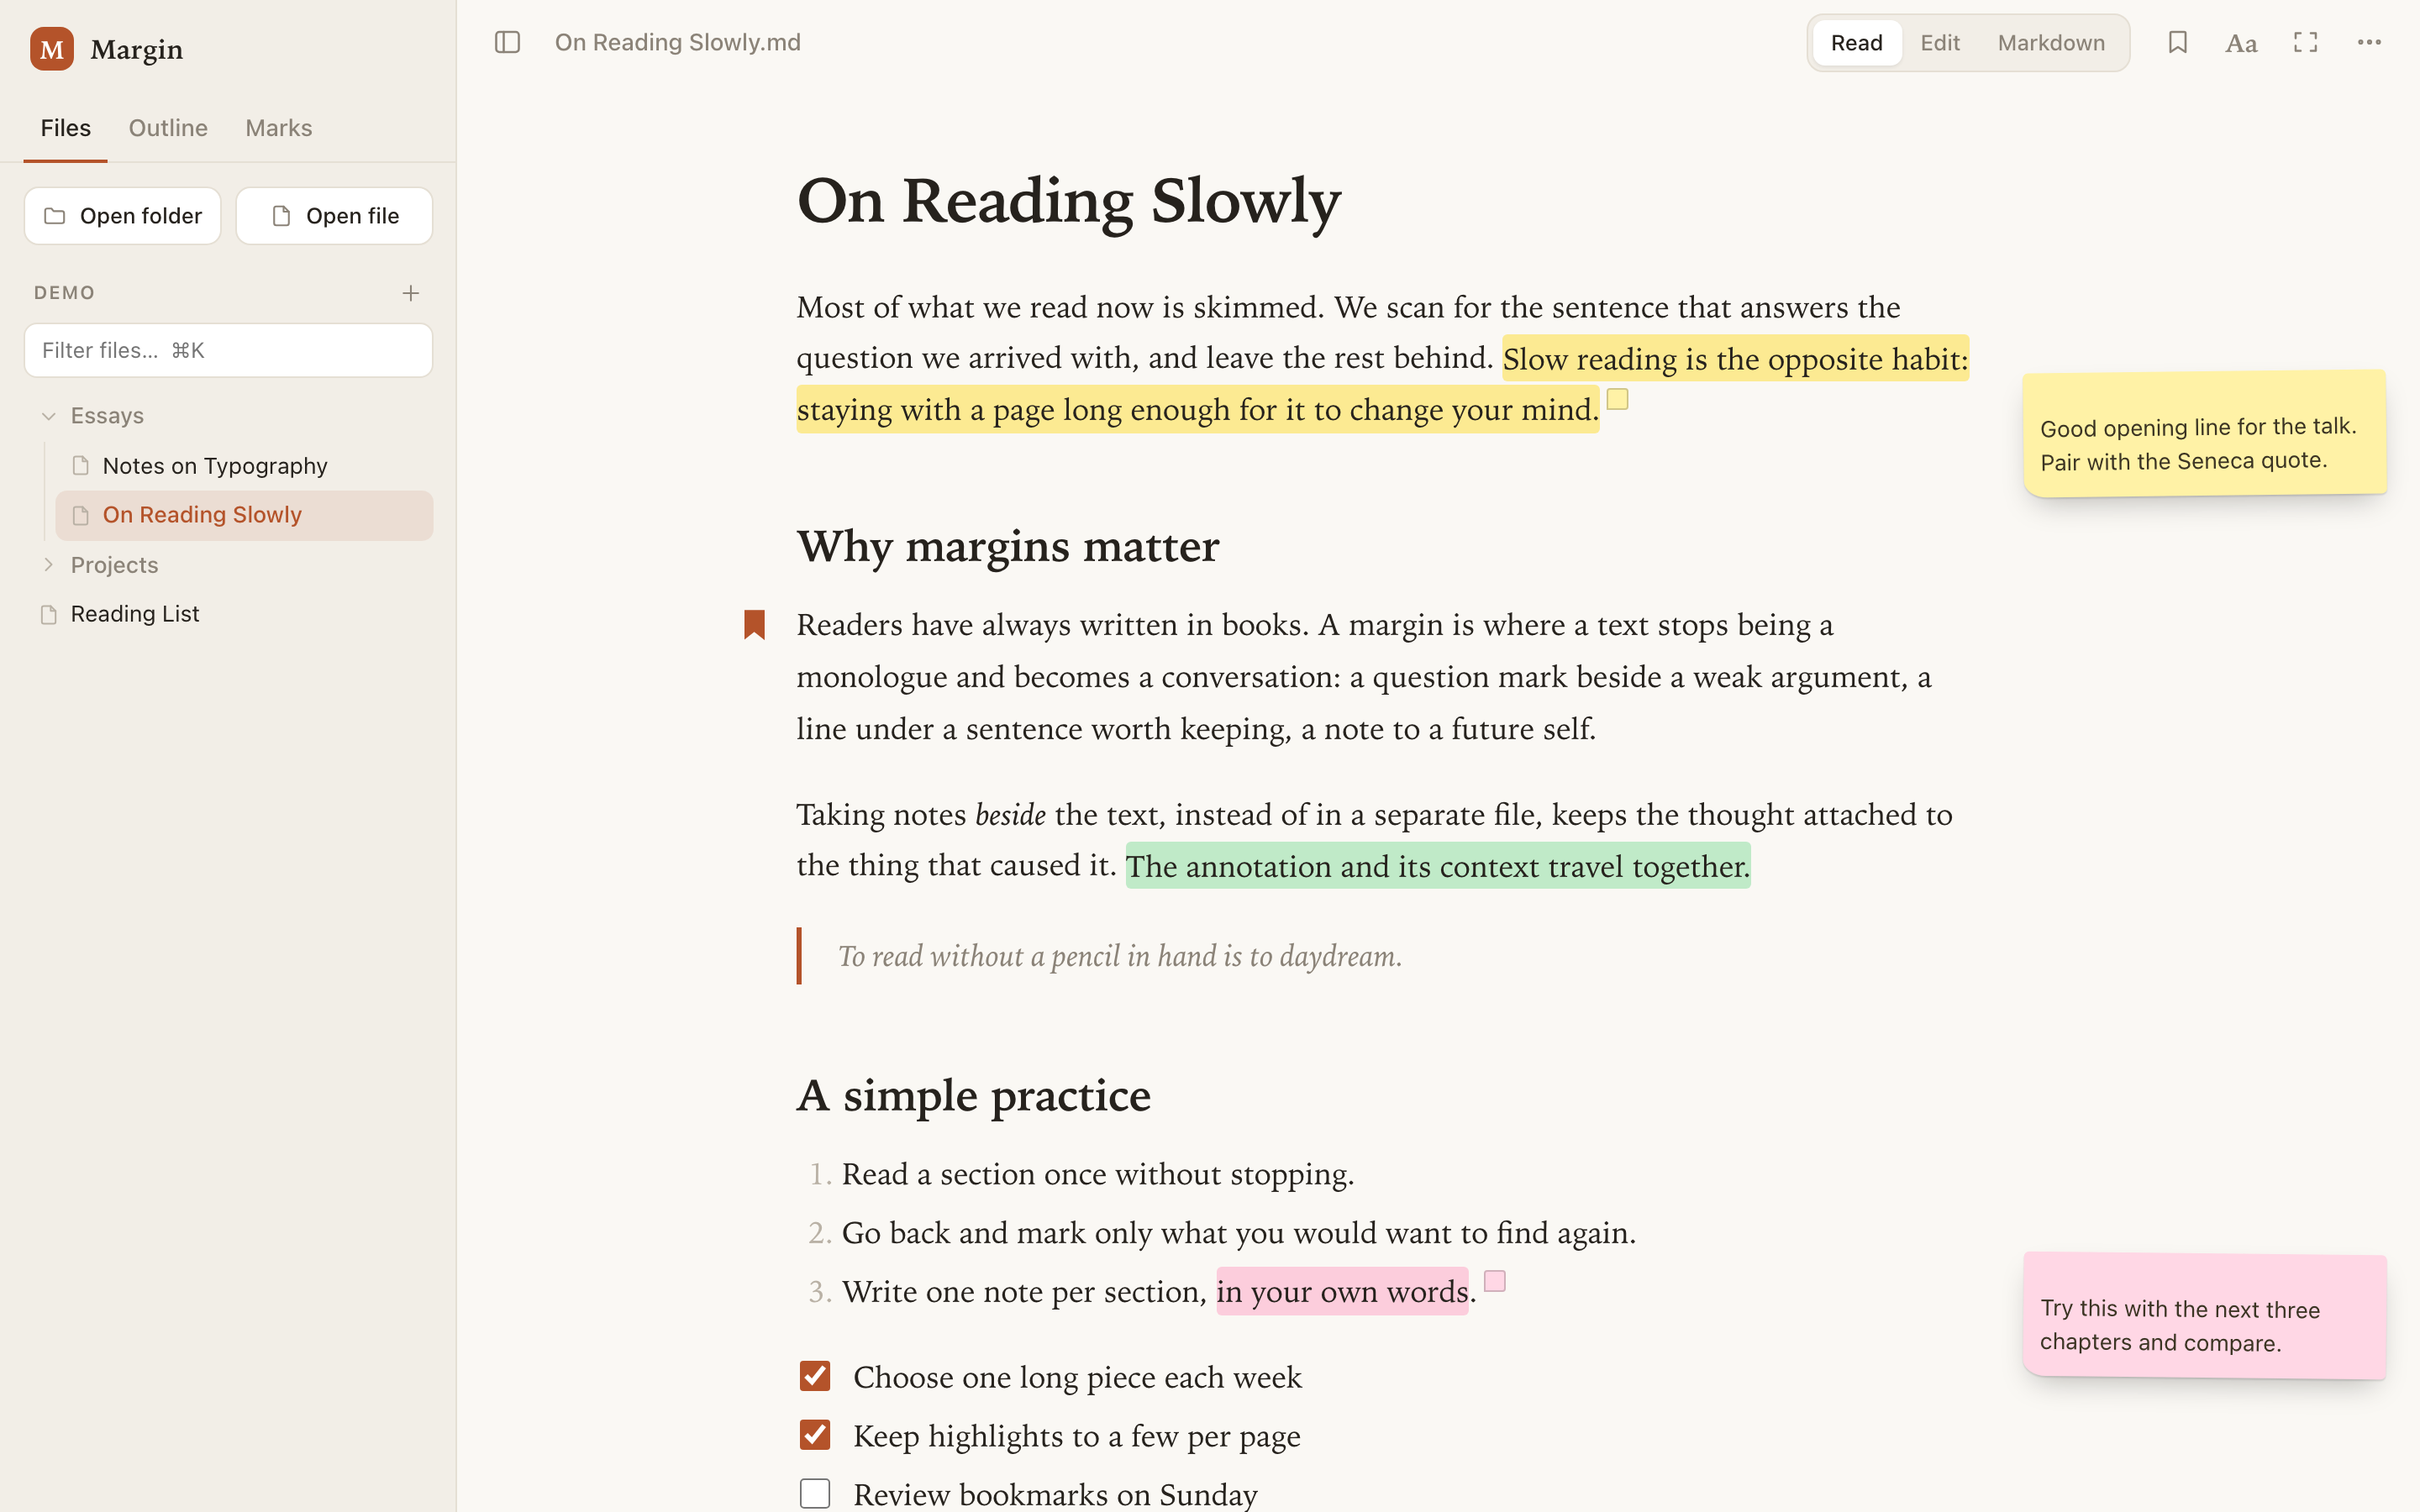 M Margin
Files Outline Marks
Open folder Open file
DEMO
Filter files... ⌘K
Essays
Notes on Typography
On Reading Slowly
Projects
Reading List
On Reading Slowly.md
Read Edit Markdown Aa
On Reading Slowly
Most of what we read now is skimmed. We scan for the sentence that answers the
question we arrived with, and leave the rest behind. Slow reading is the opposite habit:
staying with a page long enough for it to change your mind.
Good opening line for the talk.
Pair with the Seneca quote.
Why margins matter
Readers have always written in books. A margin is where a text stops being a
monologue and becomes a conversation: a question mark beside a weak argument, a
line under a sentence worth keeping, a note to a future self.
Taking notes beside the text, instead of in a separate file, keeps the thought attached to
the thing that caused it. The annotation and its context travel together.
To read without a pencil in hand is to daydream.
A simple practice
1. Read a section once without stopping.
2. Go back and mark only what you would want to find again.
3. Write one note per section, in your own words.
Try this with the next three
chapters and compare.
Choose one long piece each week
Keep highlights to a few per page
Review bookmarks on Sunday